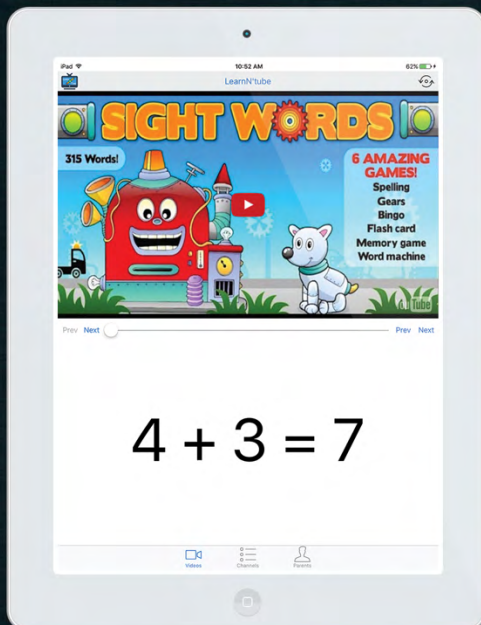 iPad
10:52 AM
62%
LearnN'tube
SIGHT WORDS
315 Words!
6 AMAZING
GAMES!
Spelling
Gears
Bingo
Flash card
Memory game
Word machine
Tube
Prev Next
Prev Next
4 + 3 = 7
Videos
Channels
Parents